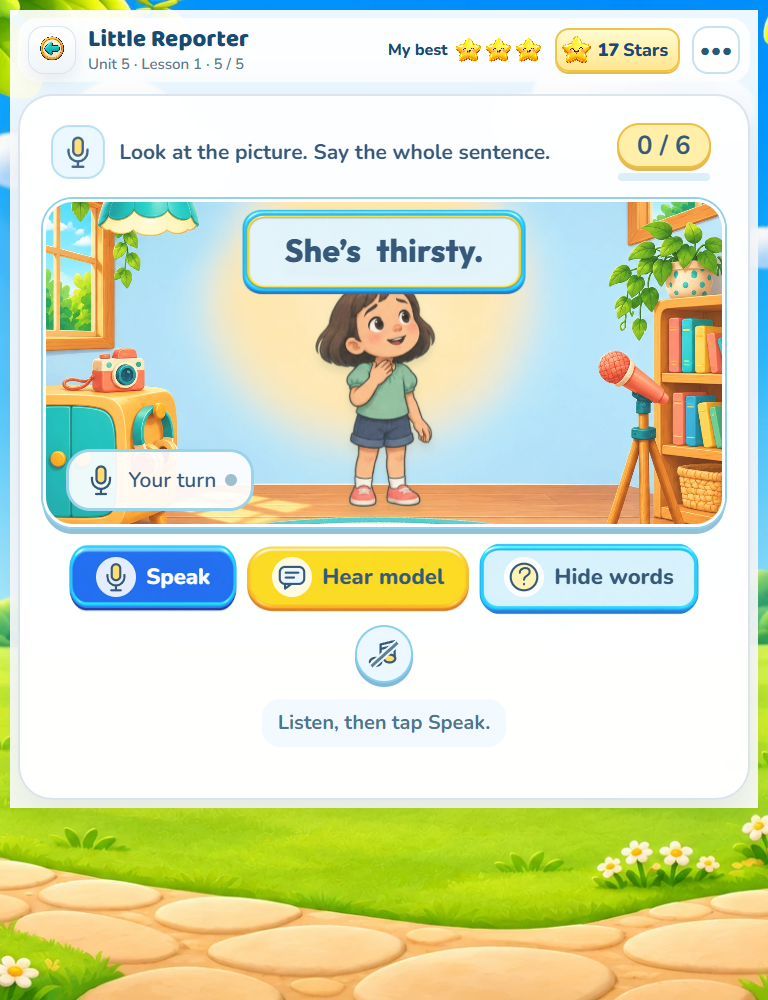 Little Reporter
Unit 5 · Lesson 1 · 5 / 5
My best
17 Stars
Look at the picture. Say the whole sentence.
0 / 6
She's thirsty.
Your turn
Speak
Hear model
Hide words
Listen, then tap Speak.